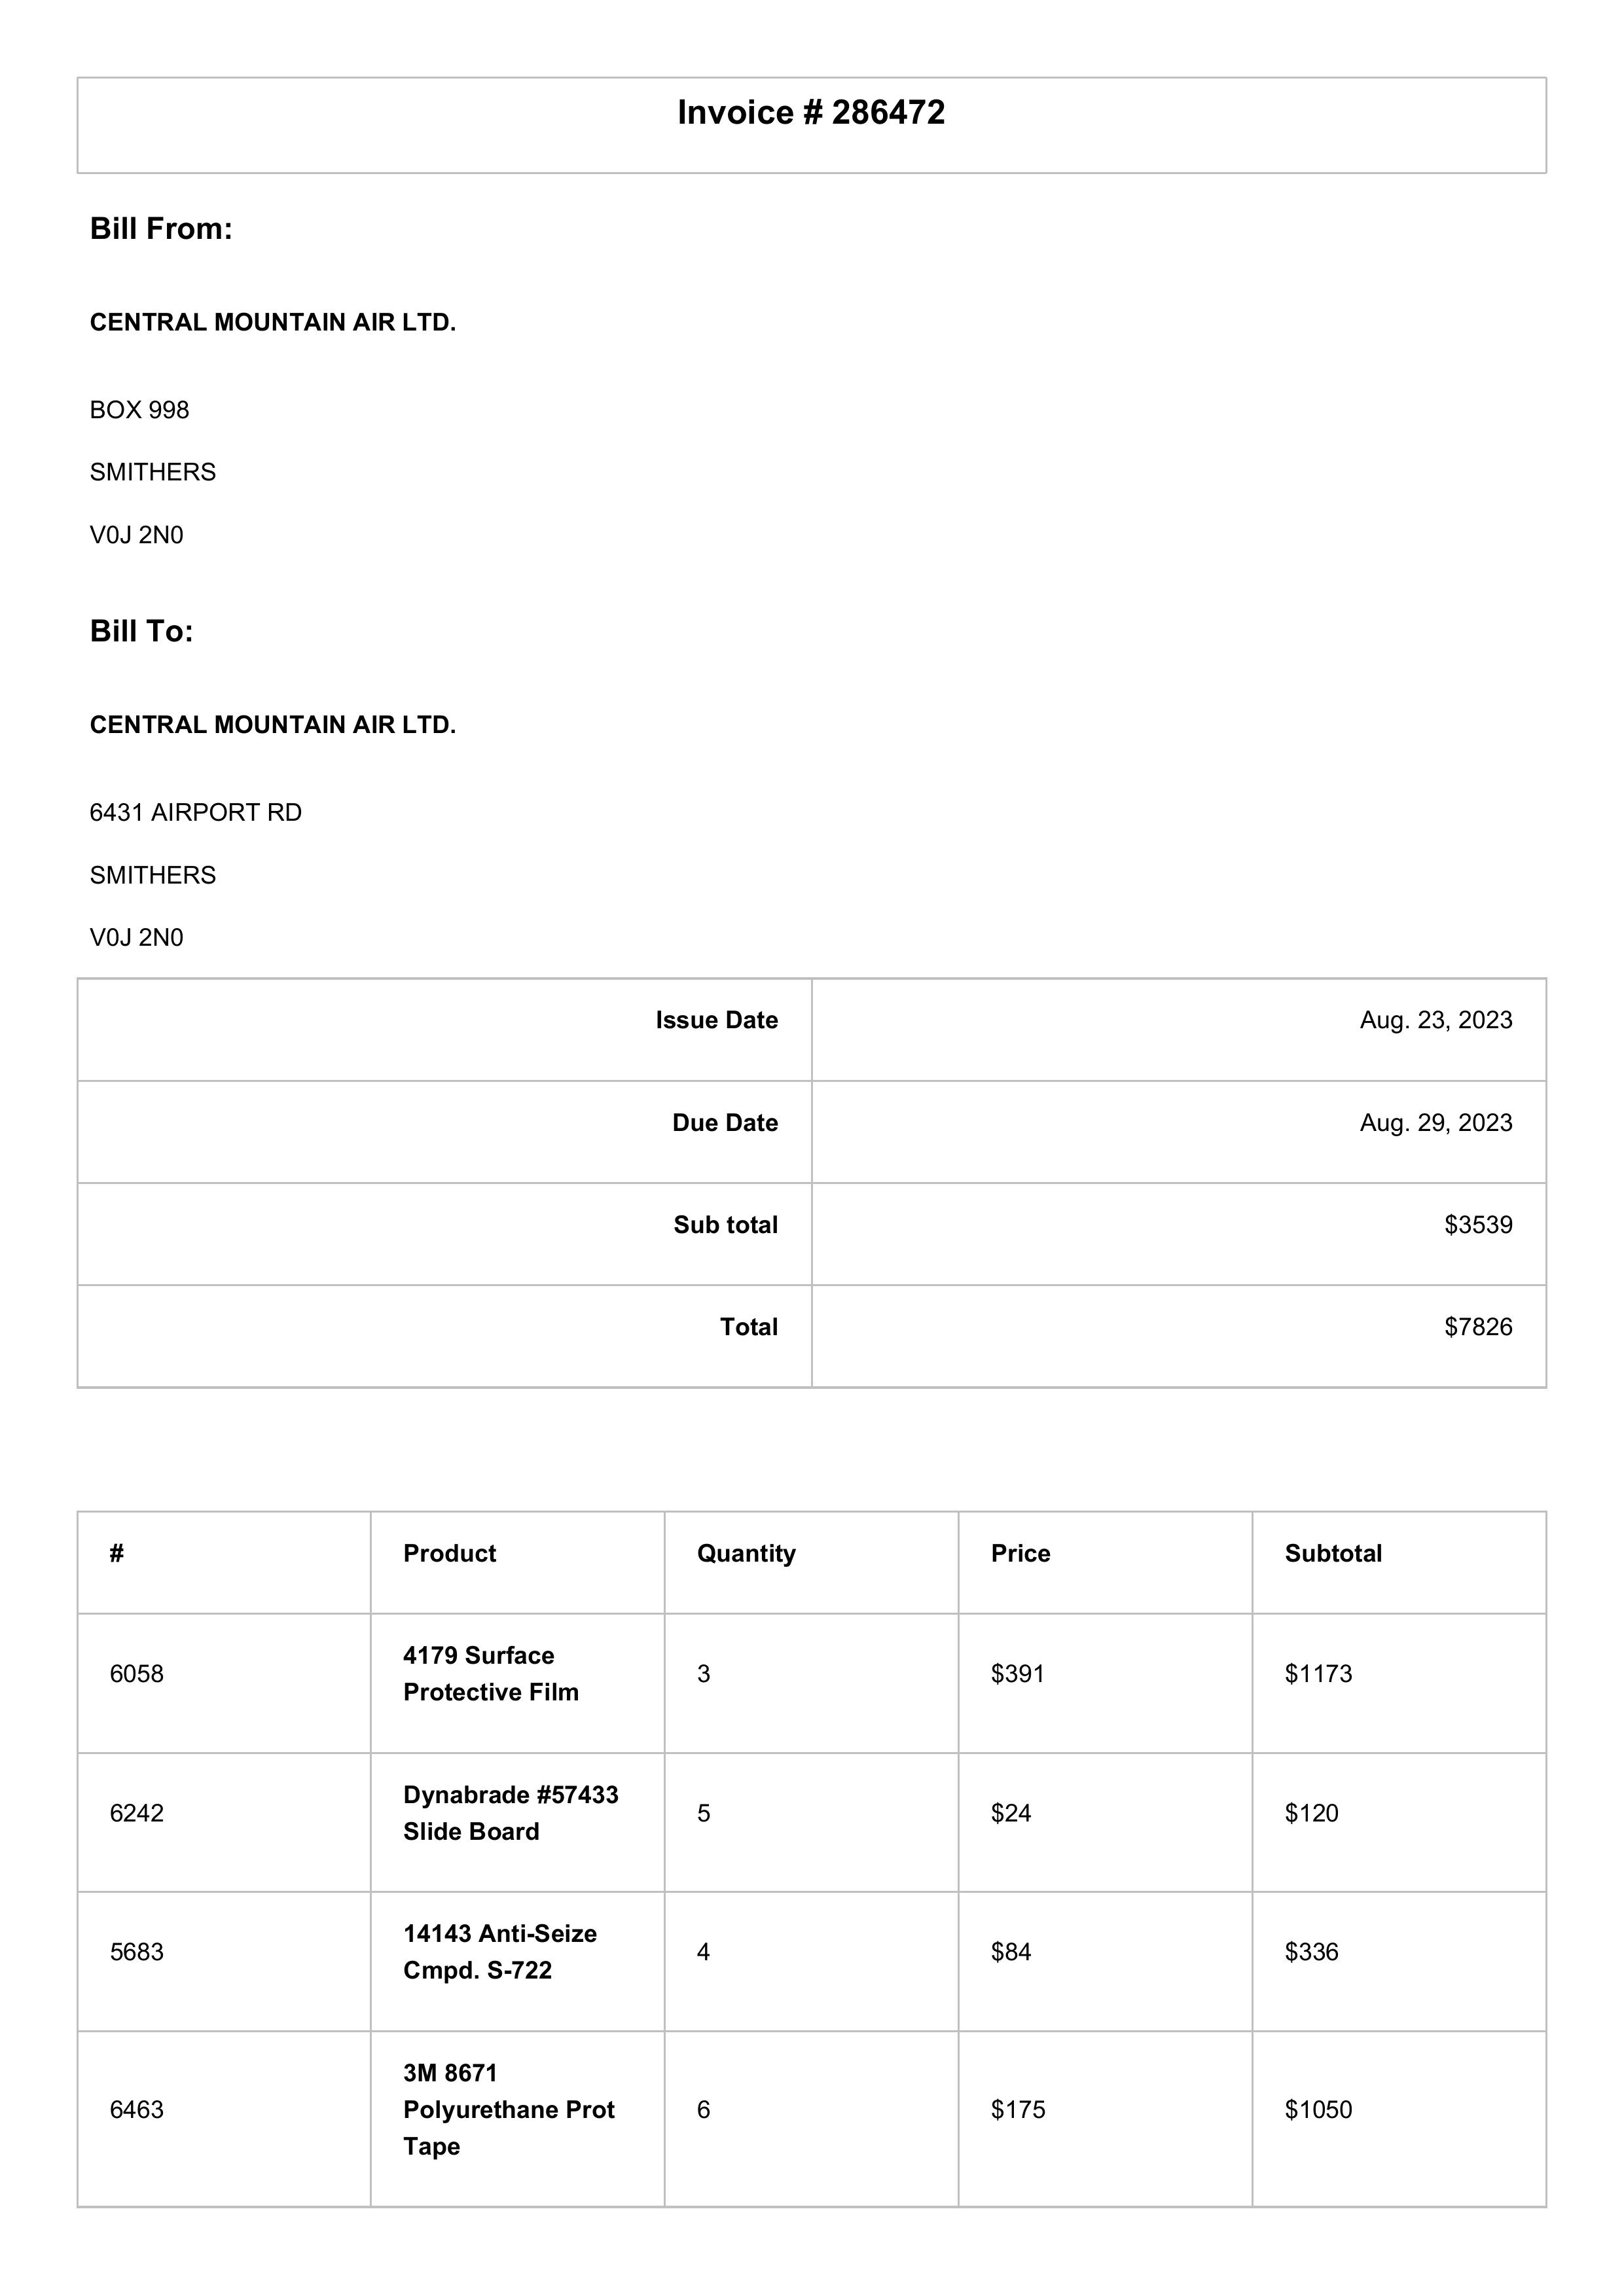 Invoice # 286472
Bill From:
CENTRAL MOUNTAIN AIR LTD.
BOX 998
SMITHERS
V0J 2N0
Bill To:
CENTRAL MOUNTAIN AIR LTD.
6431 AIRPORT RD
SMITHERS
V0J 2N0
Issue Date Aug. 23, 2023
Due Date Aug. 29, 2023
Sub total $3539
Total $7826
# Product Quantity Price Subtotal
6058 4179 Surface Protective Film 3 $391 $1173
6242 Dynabrade #57433 Slide Board 5 $24 $120
5683 14143 Anti-Seize Cmpd. S-722 4 $84 $336
6463 3M 8671 Polyurethane Prot Tape 6 $175 $1050